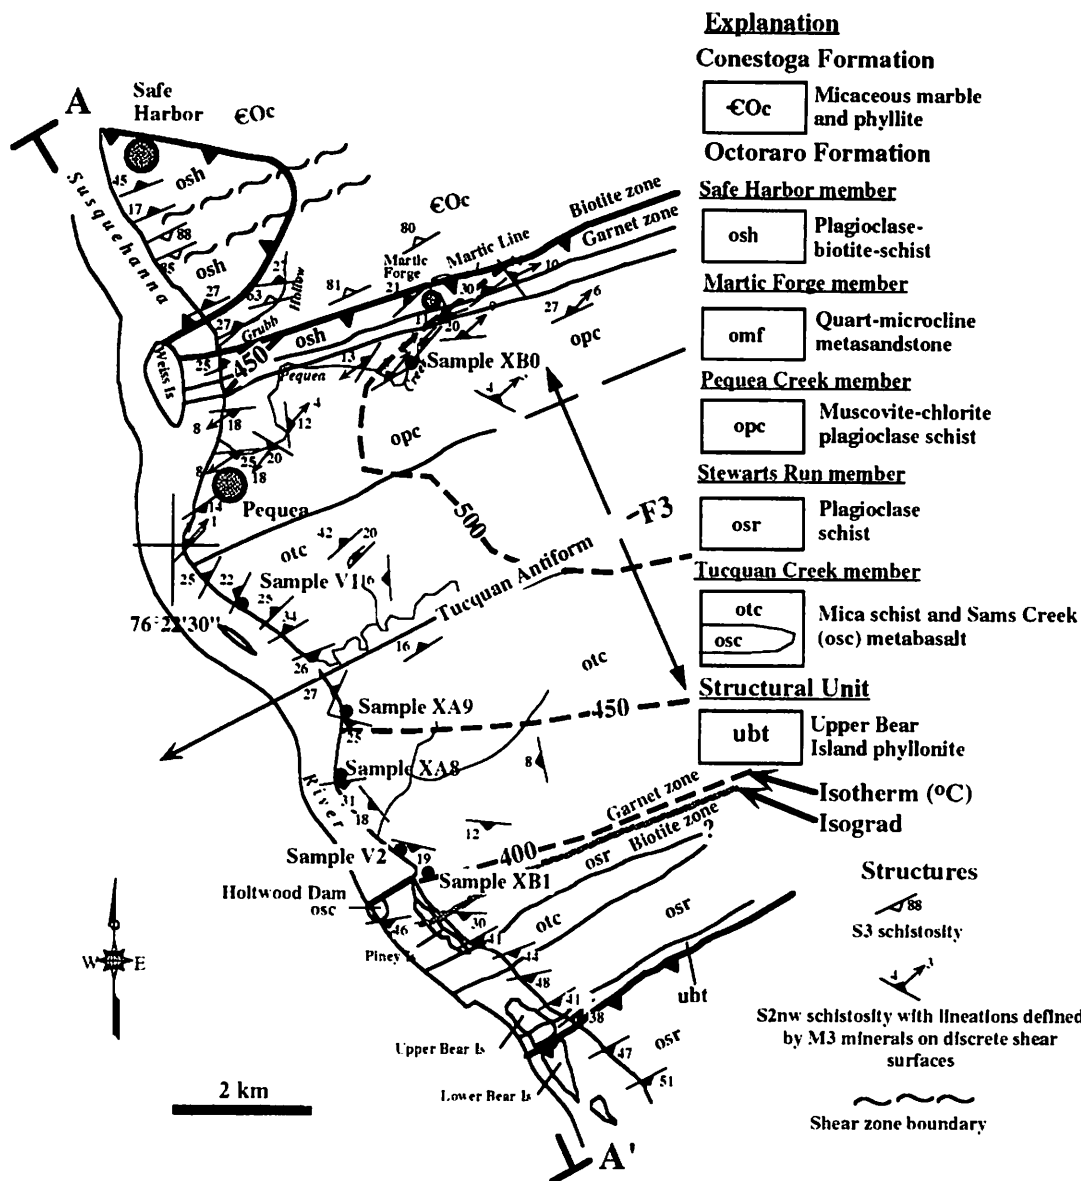 Explanation
Conestoga Formation
ЄOc
Micaceous marble
and phyllite
Octoraro Formation
Safe Harbor member
osh
Plagioclase-
biotite-schist
Martic Forge member
omf
Quart-microcline
metasandstone
Pequea Creek member
opc
Muscovite-chlorite
plagioclase schist
Stewarts Run member
osr
Plagioclase
schist
Tucquan Creek member
otc
osc
Mica schist and Sams Creek
(osc) metabasalt
Structural Unit
ubt
Upper Bear
Island phyllonite
Isotherm (°C)
Isograd
Structures
88
S3 schistosity
4
3
S2nw schistosity with lineations defined
by M3 minerals on discrete shear
surfaces
Shear zone boundary
A
Safe
Harbor
ЄOc
osh
45
17
88
85
Susquehanna
osh
27
63
27
Grubb
Hollow
81
80
ЄOc
Martic
Forge
21
Martic Line
Biotite zone
Garnet zone
30
10
20
27
6
opc
osh
450
25
Weiss Is
13
Pequea
Creek
Sample XB0
8
18
4
12
opc
25
20
8
18
14
Pequea
1
500
F3
otc
42
20
Sample V1
16
25
22
25
34
76°22'30"
Tucquan Antiform
16
26
27
otc
Sample XA9
25
450
Sample XA8
31
18
8
River
12
Garnet zone
Biotite zone
?
400
osr
Sample V2
19
Sample XB1
Holtwood Dam
osc
46
30
Piney Is
41
otc
osr
44
48
41
38
ubt
Upper Bear Is
osr
47
51
Lower Bear Is
W
E
2 km
A'